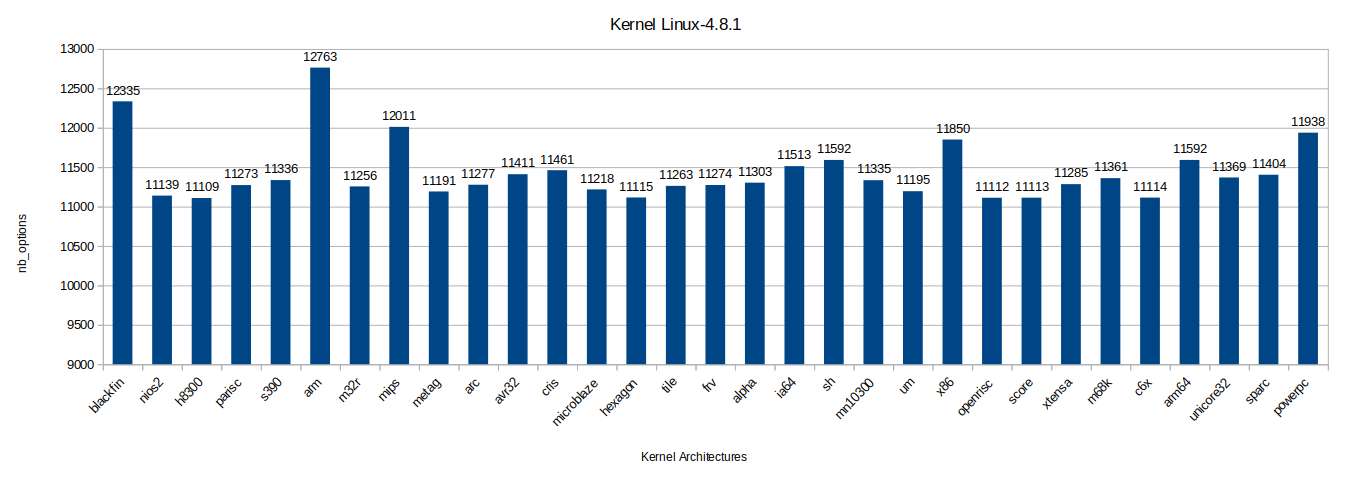 Kernel Linux-4.8.1
nb_options
13000
12500
12000
11500
11000
10500
10000
9500
9000
12335
11139
11109
11273
11336
12763
11256
12011
11191
11277
11411
11461
11218
11115
11263
11274
11303
11513
11592
11335
11195
11850
11112
11113
11285
11361
11114
11592
11369
11404
11938
blackfin
nios2
h8300
parisc
s390
arm
m32r
mips
metag
arc
avr32
cris
microblaze
hexagon
tile
frv
alpha
ia64
sh
mn10300
um
x86
openrisc
score
xtensa
m68k
c6x
arm64
unicore32
sparc
powerpc
Kernel Architectures